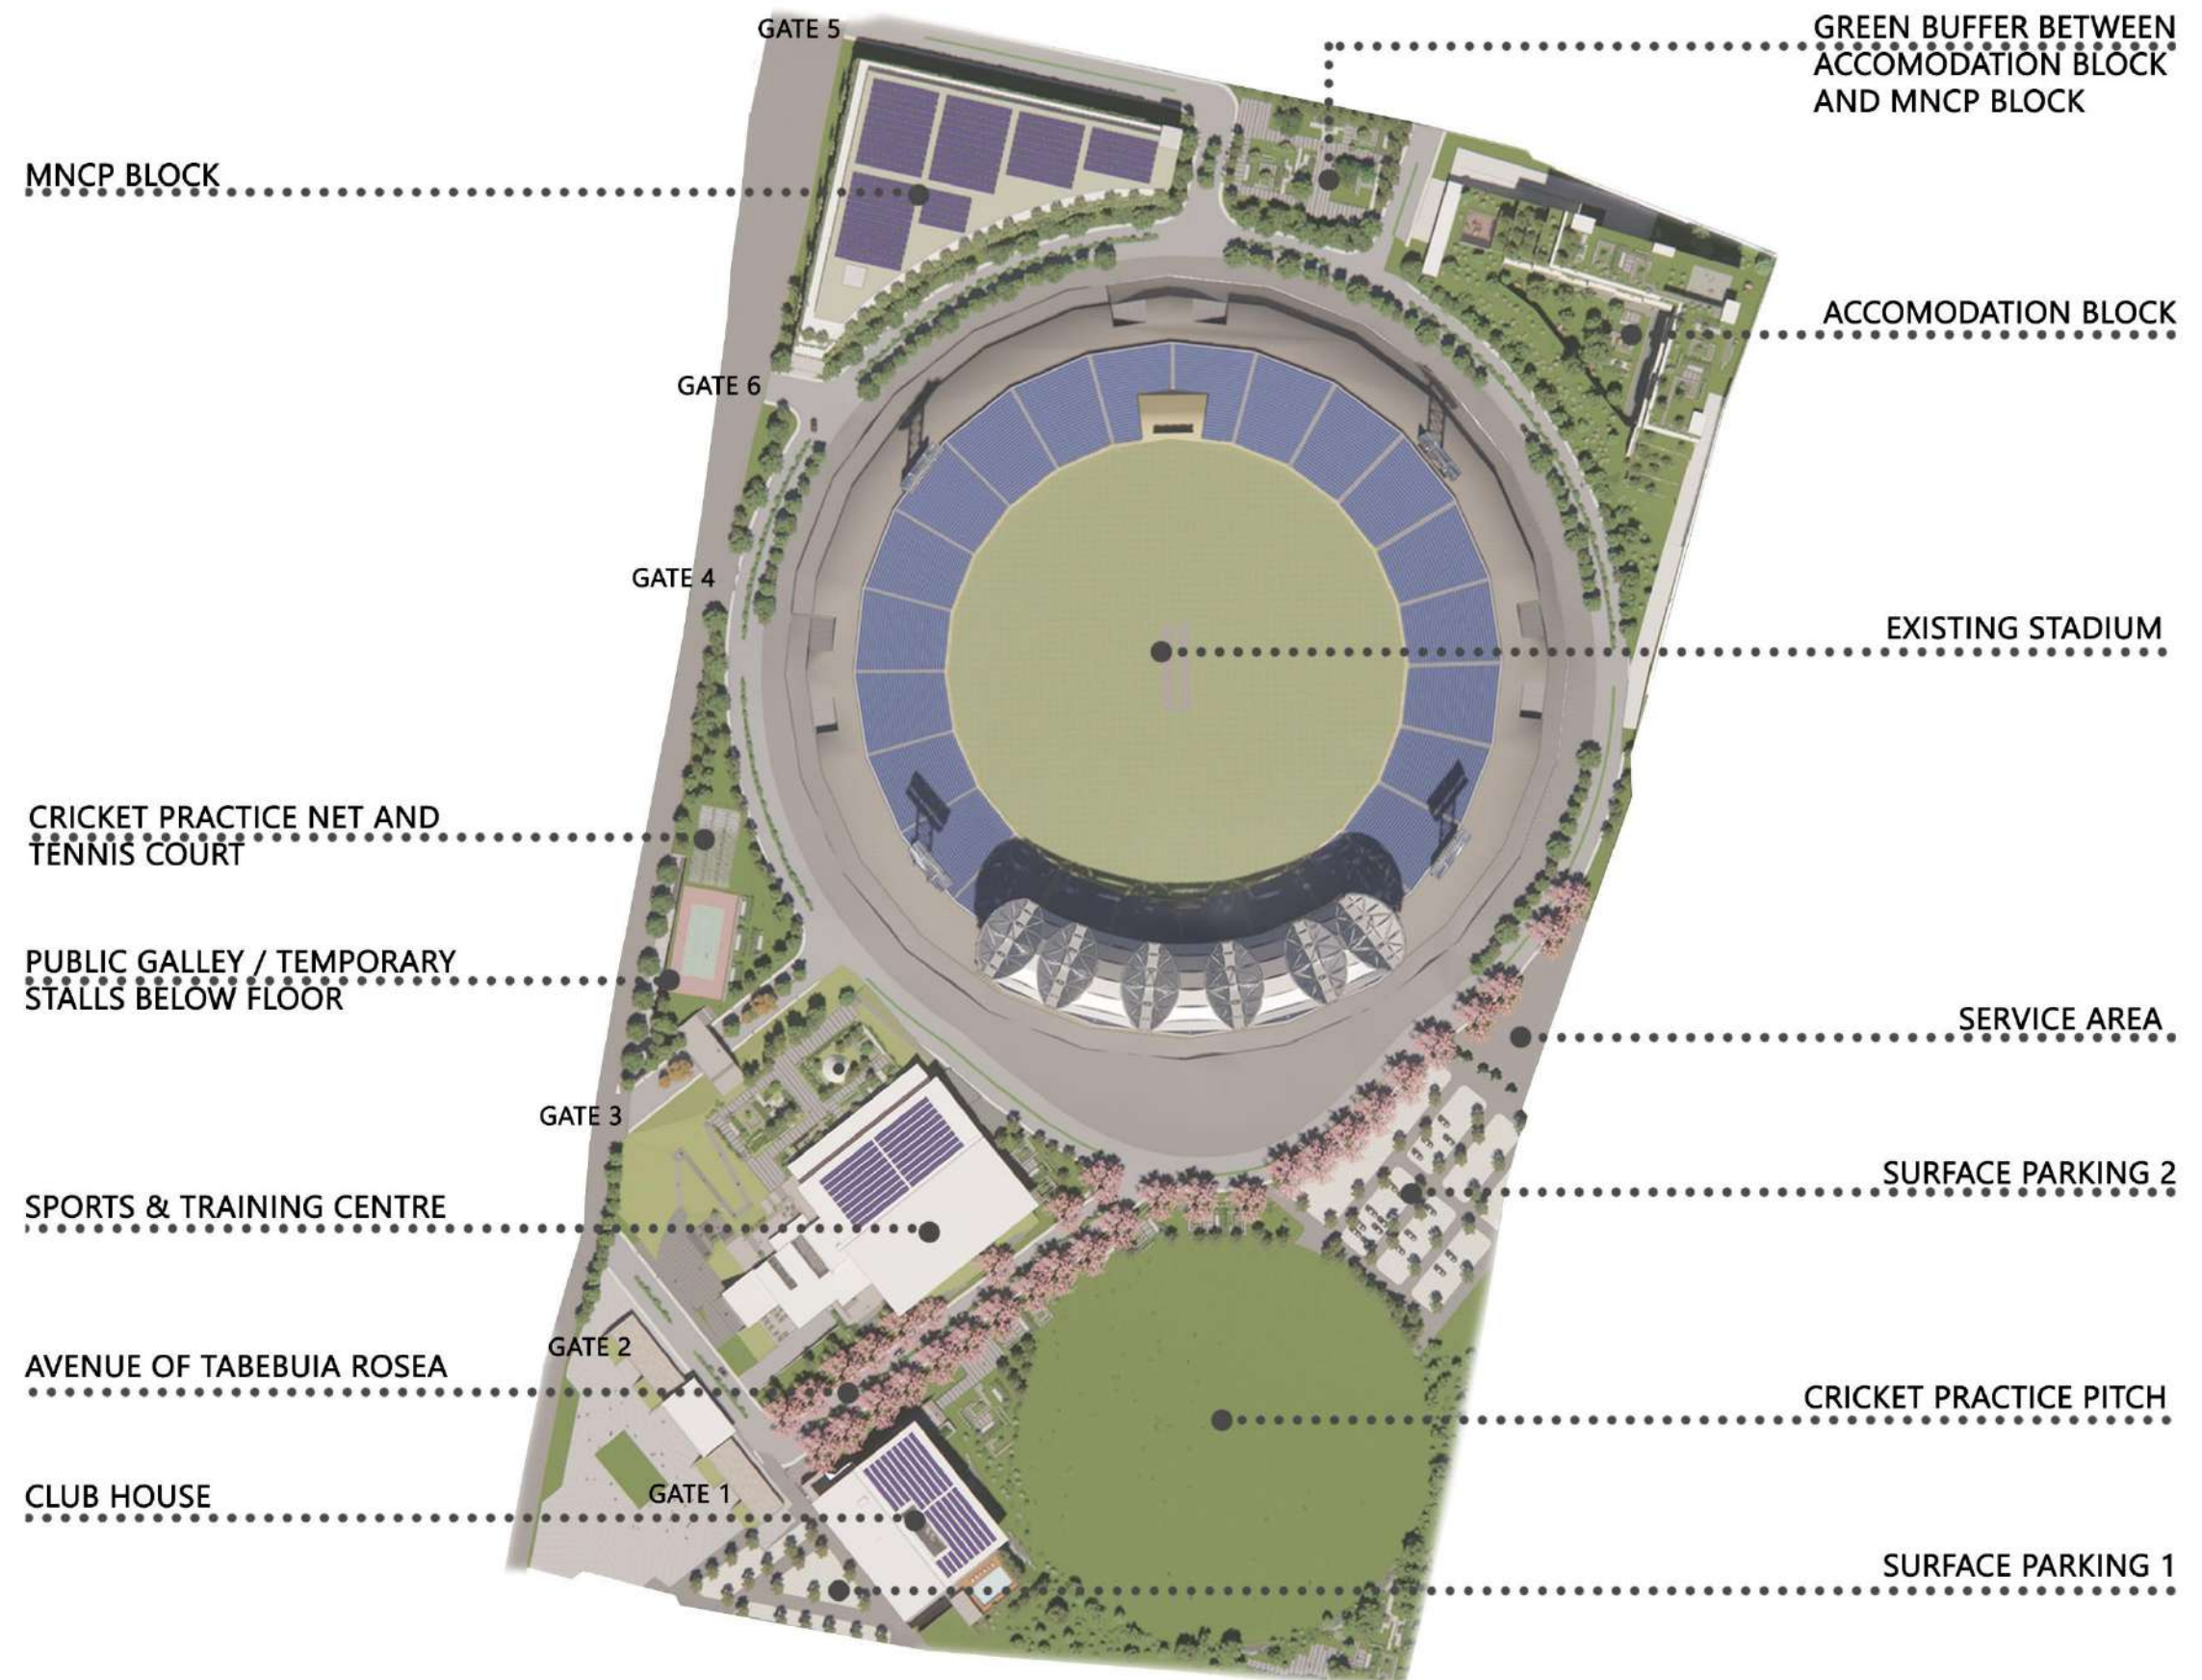 GATE 5
GREEN BUFFER BETWEEN
ACCOMODATION BLOCK
AND MNCP BLOCK
MNCP BLOCK
ACCOMODATION BLOCK
GATE 6
GATE 4
EXISTING STADIUM
CRICKET PRACTICE NET AND
TENNIS COURT
PUBLIC GALLEY / TEMPORARY
STALLS BELOW FLOOR
SERVICE AREA
GATE 3
SURFACE PARKING 2
SPORTS & TRAINING CENTRE
GATE 2
AVENUE OF TABEBUIA ROSEA
CRICKET PRACTICE PITCH
CLUB HOUSE
GATE 1
SURFACE PARKING 1